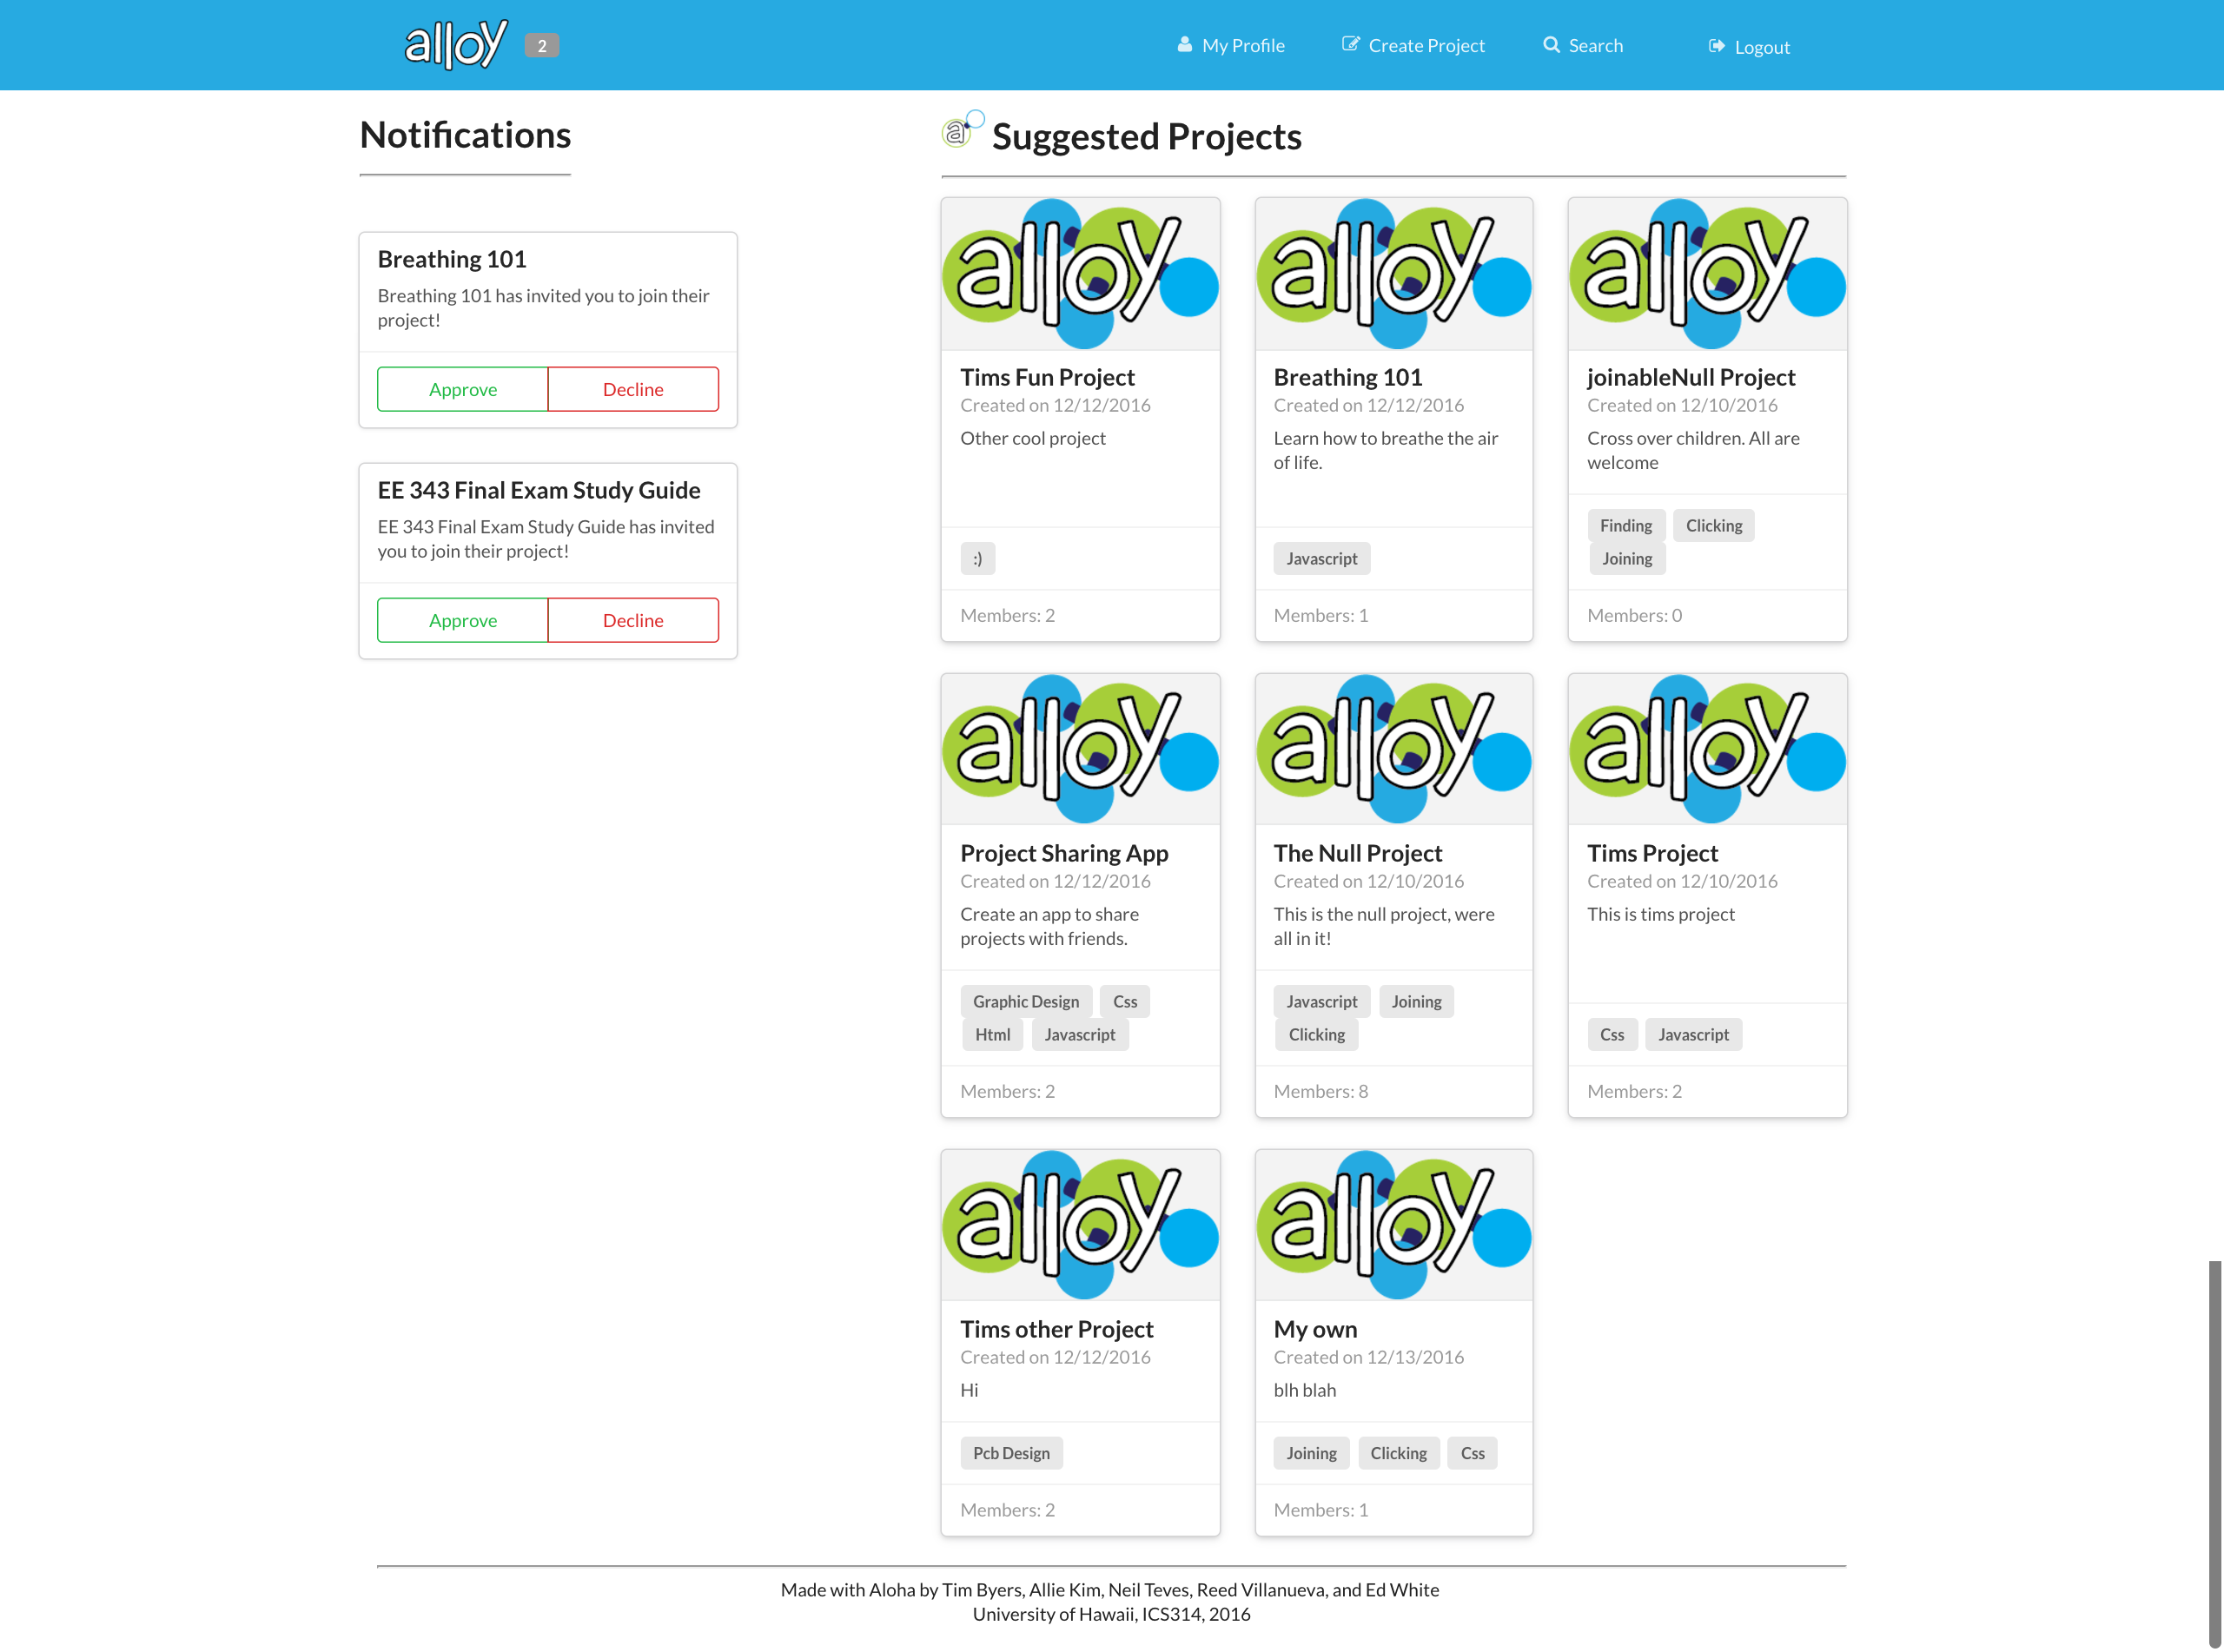 alloy 2 My Profile Create Project Search Logout
Notifications
Breathing 101
Breathing 101 has invited you to join their
project!
Approve Decline
EE 343 Final Exam Study Guide
EE 343 Final Exam Study Guide has invited
you to join their project!
Approve Decline
a Suggested Projects
alloy
Tims Fun Project
Created on 12/12/2016
Other cool project
:)
Members: 2
alloy
Breathing 101
Created on 12/12/2016
Learn how to breathe the air
of life.
Javascript
Members: 1
alloy
joinableNull Project
Created on 12/10/2016
Cross over children. All are
welcome
Finding Clicking
Joining
Members: 0
alloy
Project Sharing App
Created on 12/12/2016
Create an app to share
projects with friends.
Graphic Design Css
Html Javascript
Members: 2
alloy
The Null Project
Created on 12/10/2016
This is the null project, were
all in it!
Javascript Joining
Clicking
Members: 8
alloy
Tims Project
Created on 12/10/2016
This is tims project
Css Javascript
Members: 2
alloy
Tims other Project
Created on 12/12/2016
Hi
Pcb Design
Members: 2
alloy
My own
Created on 12/13/2016
blh blah
Joining Clicking Css
Members: 1
Made with Aloha by Tim Byers, Allie Kim, Neil Teves, Reed Villanueva, and Ed White
University of Hawaii, ICS314, 2016